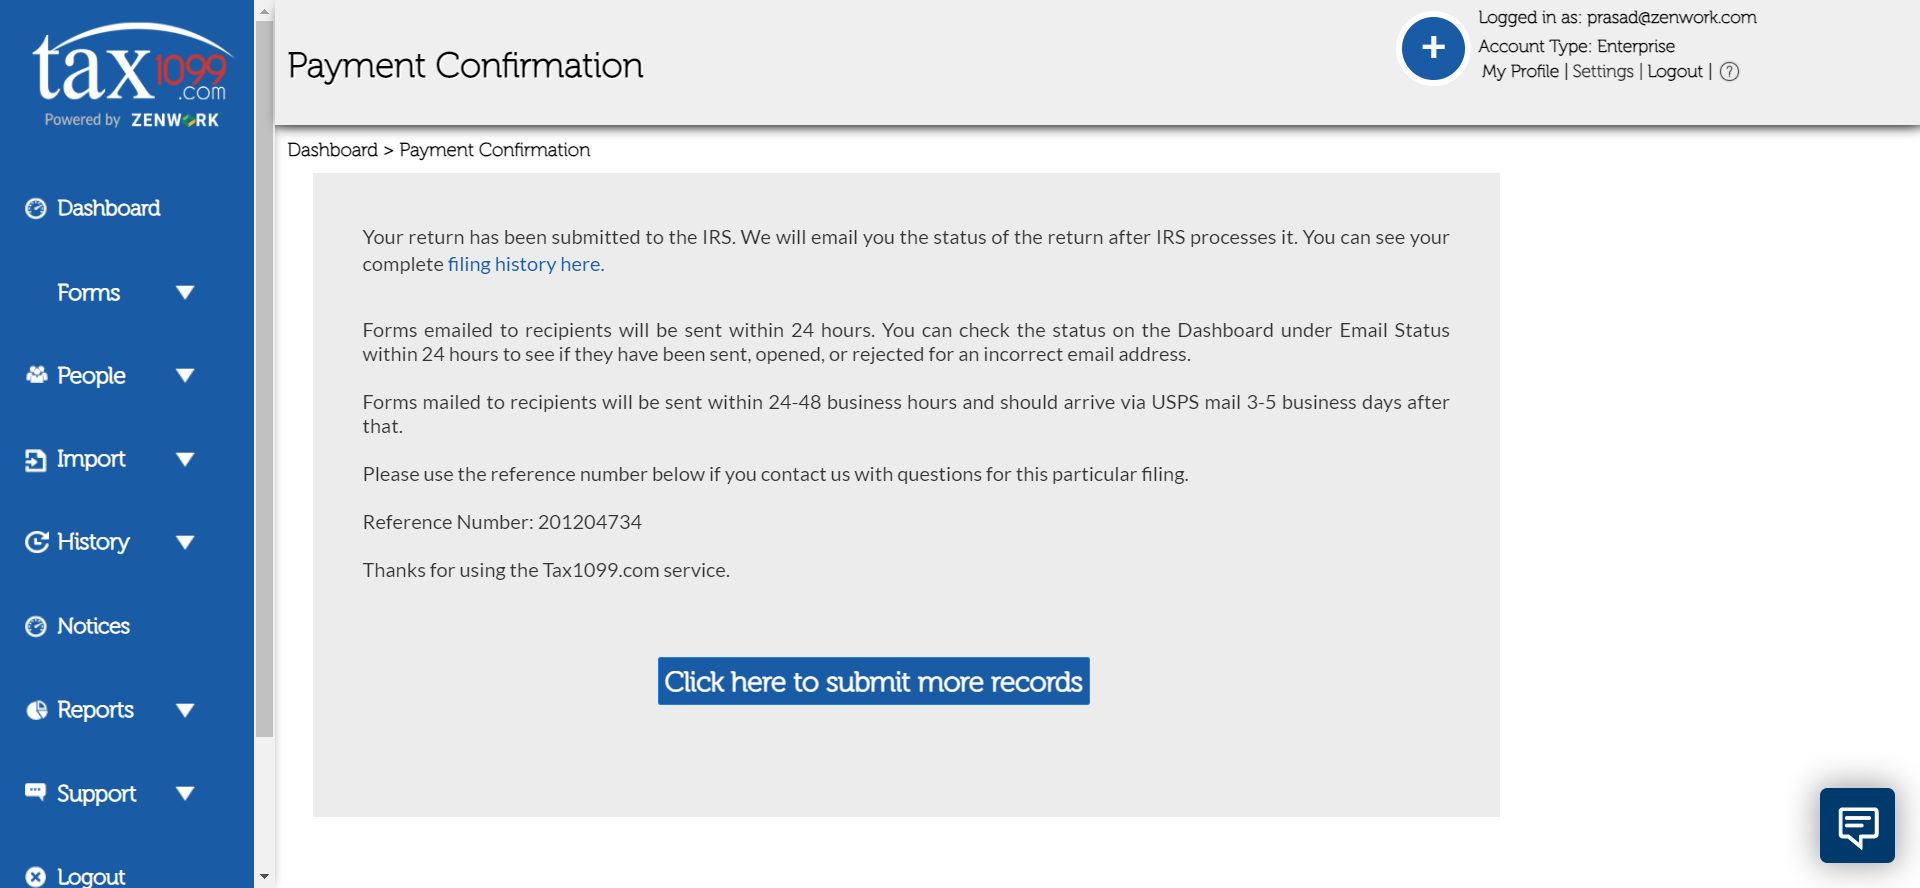 tax1099
.com
Powered by ZENWORK
Dashboard
Forms
People
Import
History
Notices
Reports
Support
Logout
Payment Confirmation
+
Logged in as: prasad@zenwork.com
Account Type: Enterprise
My Profile | Settings | Logout | ?
Dashboard > Payment Confirmation
Your return has been submitted to the IRS. We will email you the status of the return after IRS processes it. You can see your
complete filing history here.
Forms emailed to recipients will be sent within 24 hours. You can check the status on the Dashboard under Email Status
within 24 hours to see if they have been sent, opened, or rejected for an incorrect email address.
Forms mailed to recipients will be sent within 24-48 business hours and should arrive via USPS mail 3-5 business days after
that.
Please use the reference number below if you contact us with questions for this particular filing.
Reference Number: 201204734
Thanks for using the Tax1099.com service.
Click here to submit more records